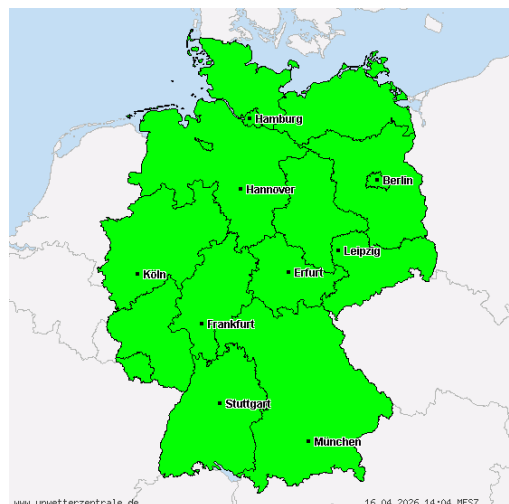 Hamburg
Berlin
Hannover
Leipzig
Köln
Erfurt
Frankfurt
Stuttgart
München
www.unwetterzentrale.de
16.04.2026 14:04 MESZ